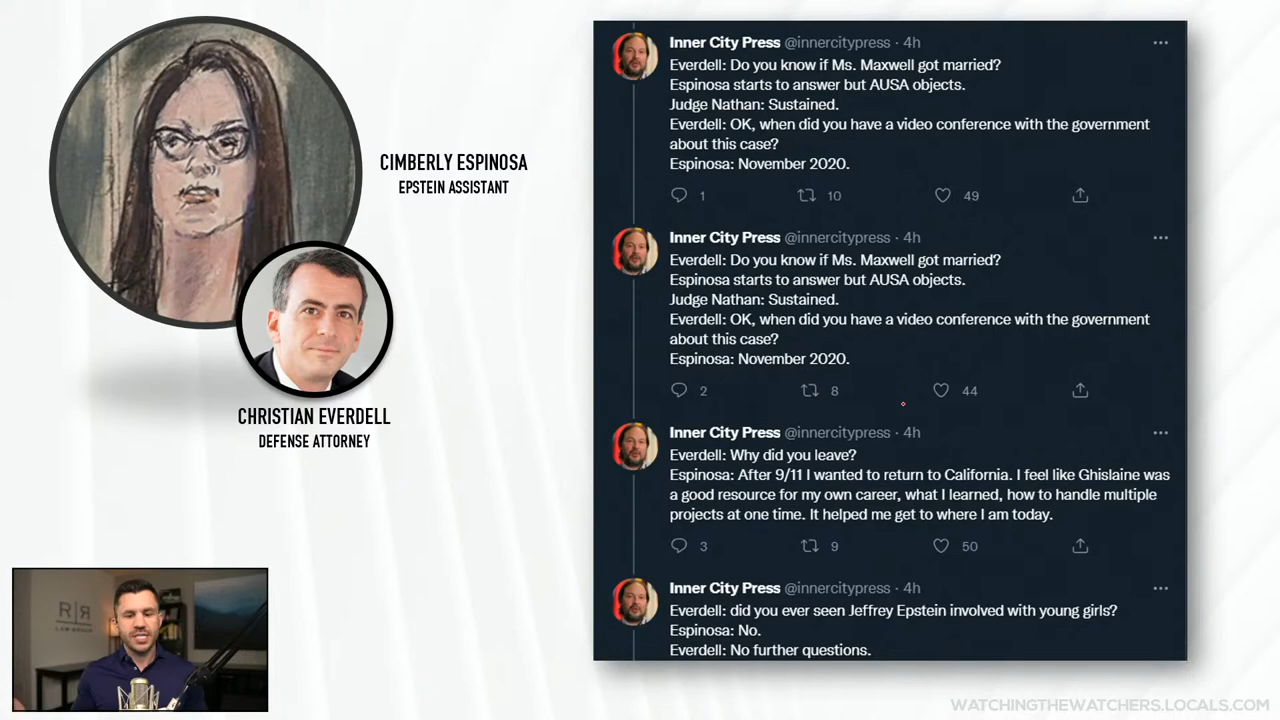 CIMBERLY ESPINOSA
EPSTEIN ASSISTANT
CHRISTIAN EVERDELL
DEFENSE ATTORNEY
R|R
LAW GROUP
Inner City Press @innercitypress · 4h
Everdell: Do you know if Ms. Maxwell got married?
Espinosa starts to answer but AUSA objects.
Judge Nathan: Sustained.
Everdell: OK, when did you have a video conference with the government
about this case?
Espinosa: November 2020.
1 10 49
Inner City Press @innercitypress · 4h
Everdell: Do you know if Ms. Maxwell got married?
Espinosa starts to answer but AUSA objects.
Judge Nathan: Sustained.
Everdell: OK, when did you have a video conference with the government
about this case?
Espinosa: November 2020.
2 8 44
Inner City Press @innercitypress · 4h
Everdell: Why did you leave?
Espinosa: After 9/11 I wanted to return to California. I feel like Ghislaine was
a good resource for my own career, what I learned, how to handle multiple
projects at one time. It helped me get to where I am today.
3 9 50
Inner City Press @innercitypress · 4h
Everdell: did you ever seen Jeffrey Epstein involved with young girls?
Espinosa: No.
Everdell: No further questions.
WATCHINGTHEWATCHERS.LOCALS.COM